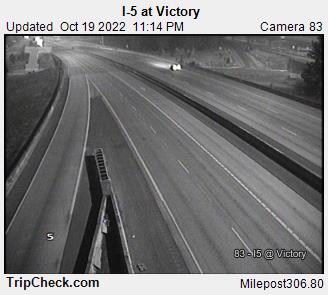 I-5 at Victory
Updated Oct 19 2022 11:14 PM Camera 83
S
83 - I5 @ Victory
TripCheck.com Milepost306.80